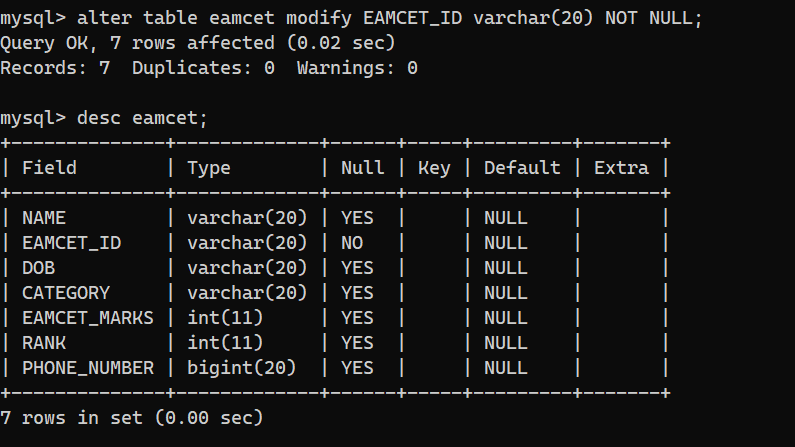 mysql> alter table eamcet modify EAMCET_ID varchar(20) NOT NULL;
Query OK, 7 rows affected (0.02 sec)
Records: 7  Duplicates: 0  Warnings: 0

mysql> desc eamcet;
+--------------+-------------+------+-----+---------+-------+
| Field        | Type        | Null | Key | Default | Extra |
+--------------+-------------+------+-----+---------+-------+
| NAME         | varchar(20) | YES  |     | NULL    |       |
| EAMCET_ID    | varchar(20) | NO   |     | NULL    |       |
| DOB          | varchar(20) | YES  |     | NULL    |       |
| CATEGORY     | varchar(20) | YES  |     | NULL    |       |
| EAMCET_MARKS | int(11)     | YES  |     | NULL    |       |
| RANK         | int(11)     | YES  |     | NULL    |       |
| PHONE_NUMBER | bigint(20)  | YES  |     | NULL    |       |
+--------------+-------------+------+-----+---------+-------+
7 rows in set (0.00 sec)